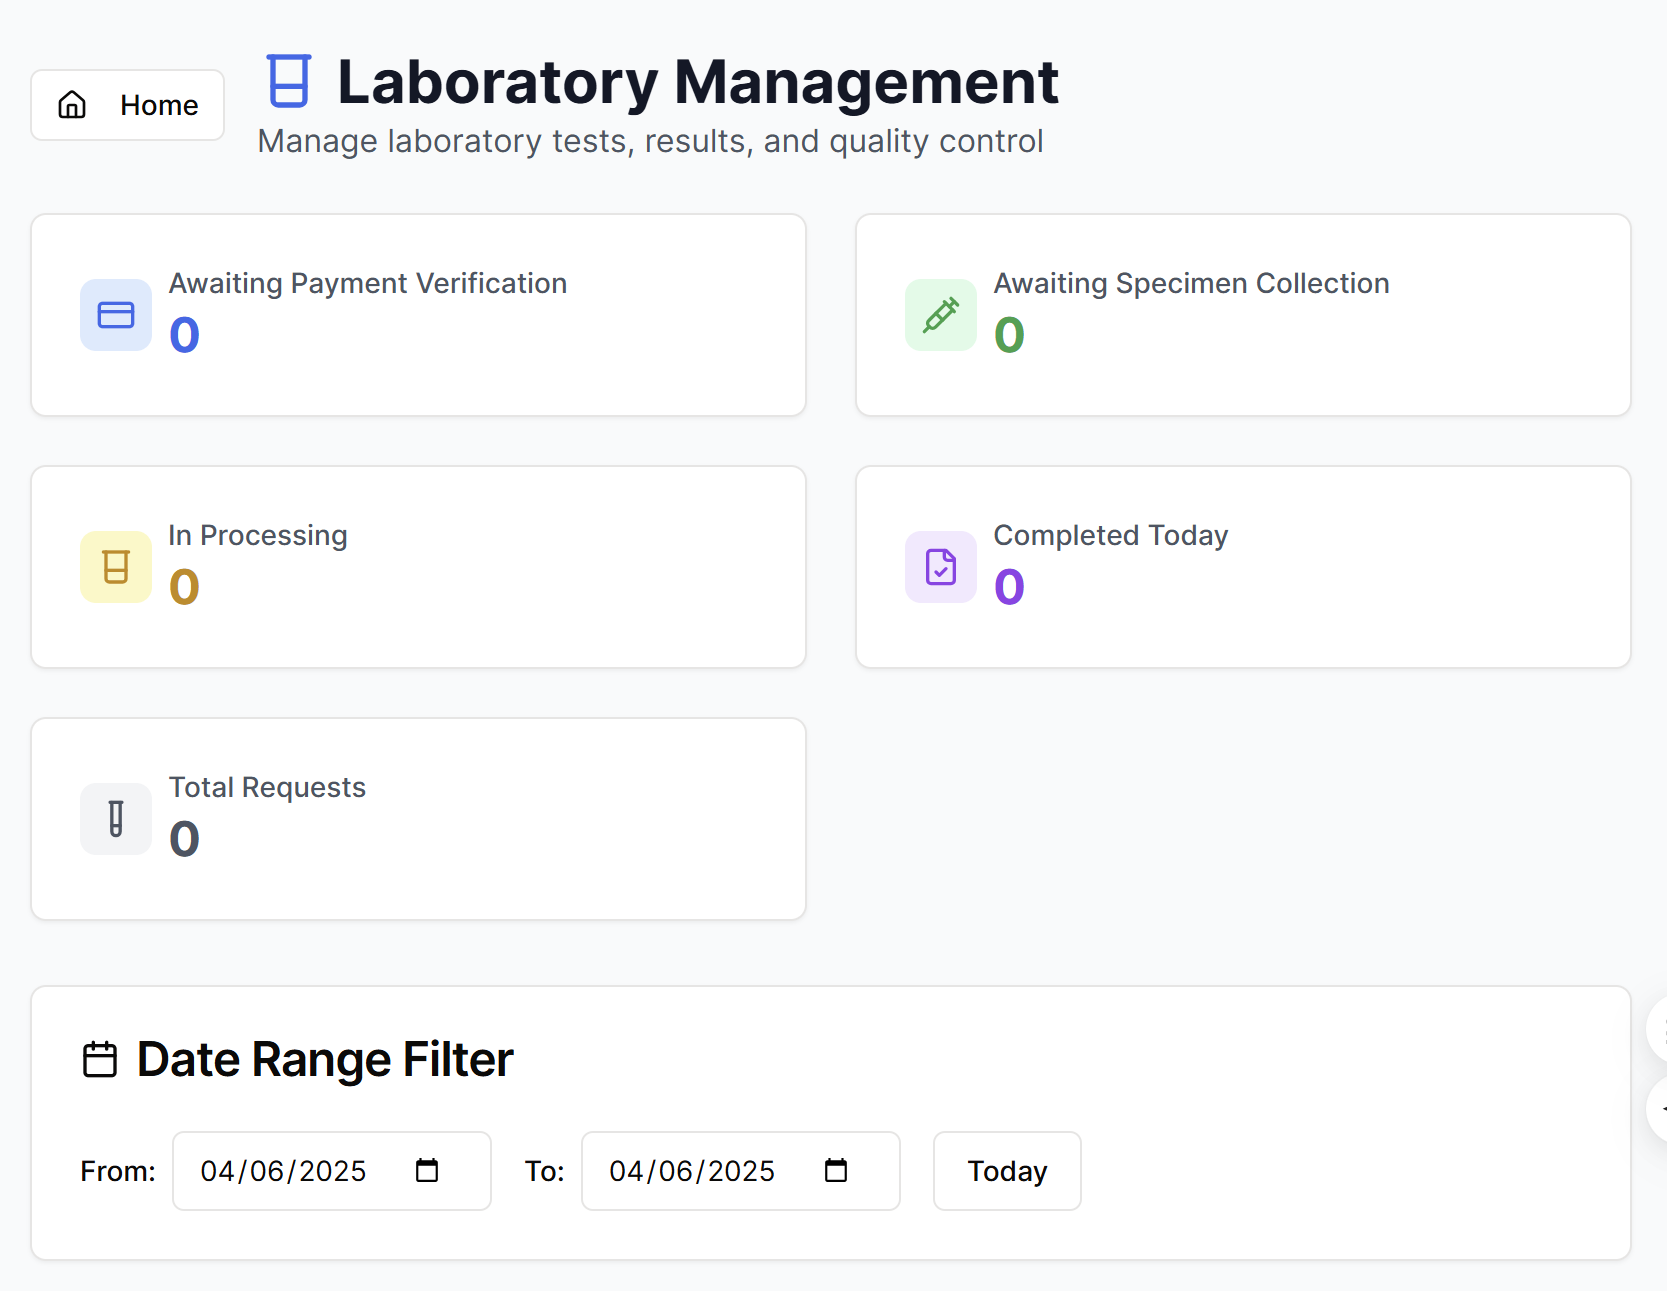 Home
Laboratory Management
Manage laboratory tests, results, and quality control
Awaiting Payment Verification
0
Awaiting Specimen Collection
0
In Processing
0
Completed Today
0
Total Requests
0
Date Range Filter
From: 04/06/2025 To: 04/06/2025 Today